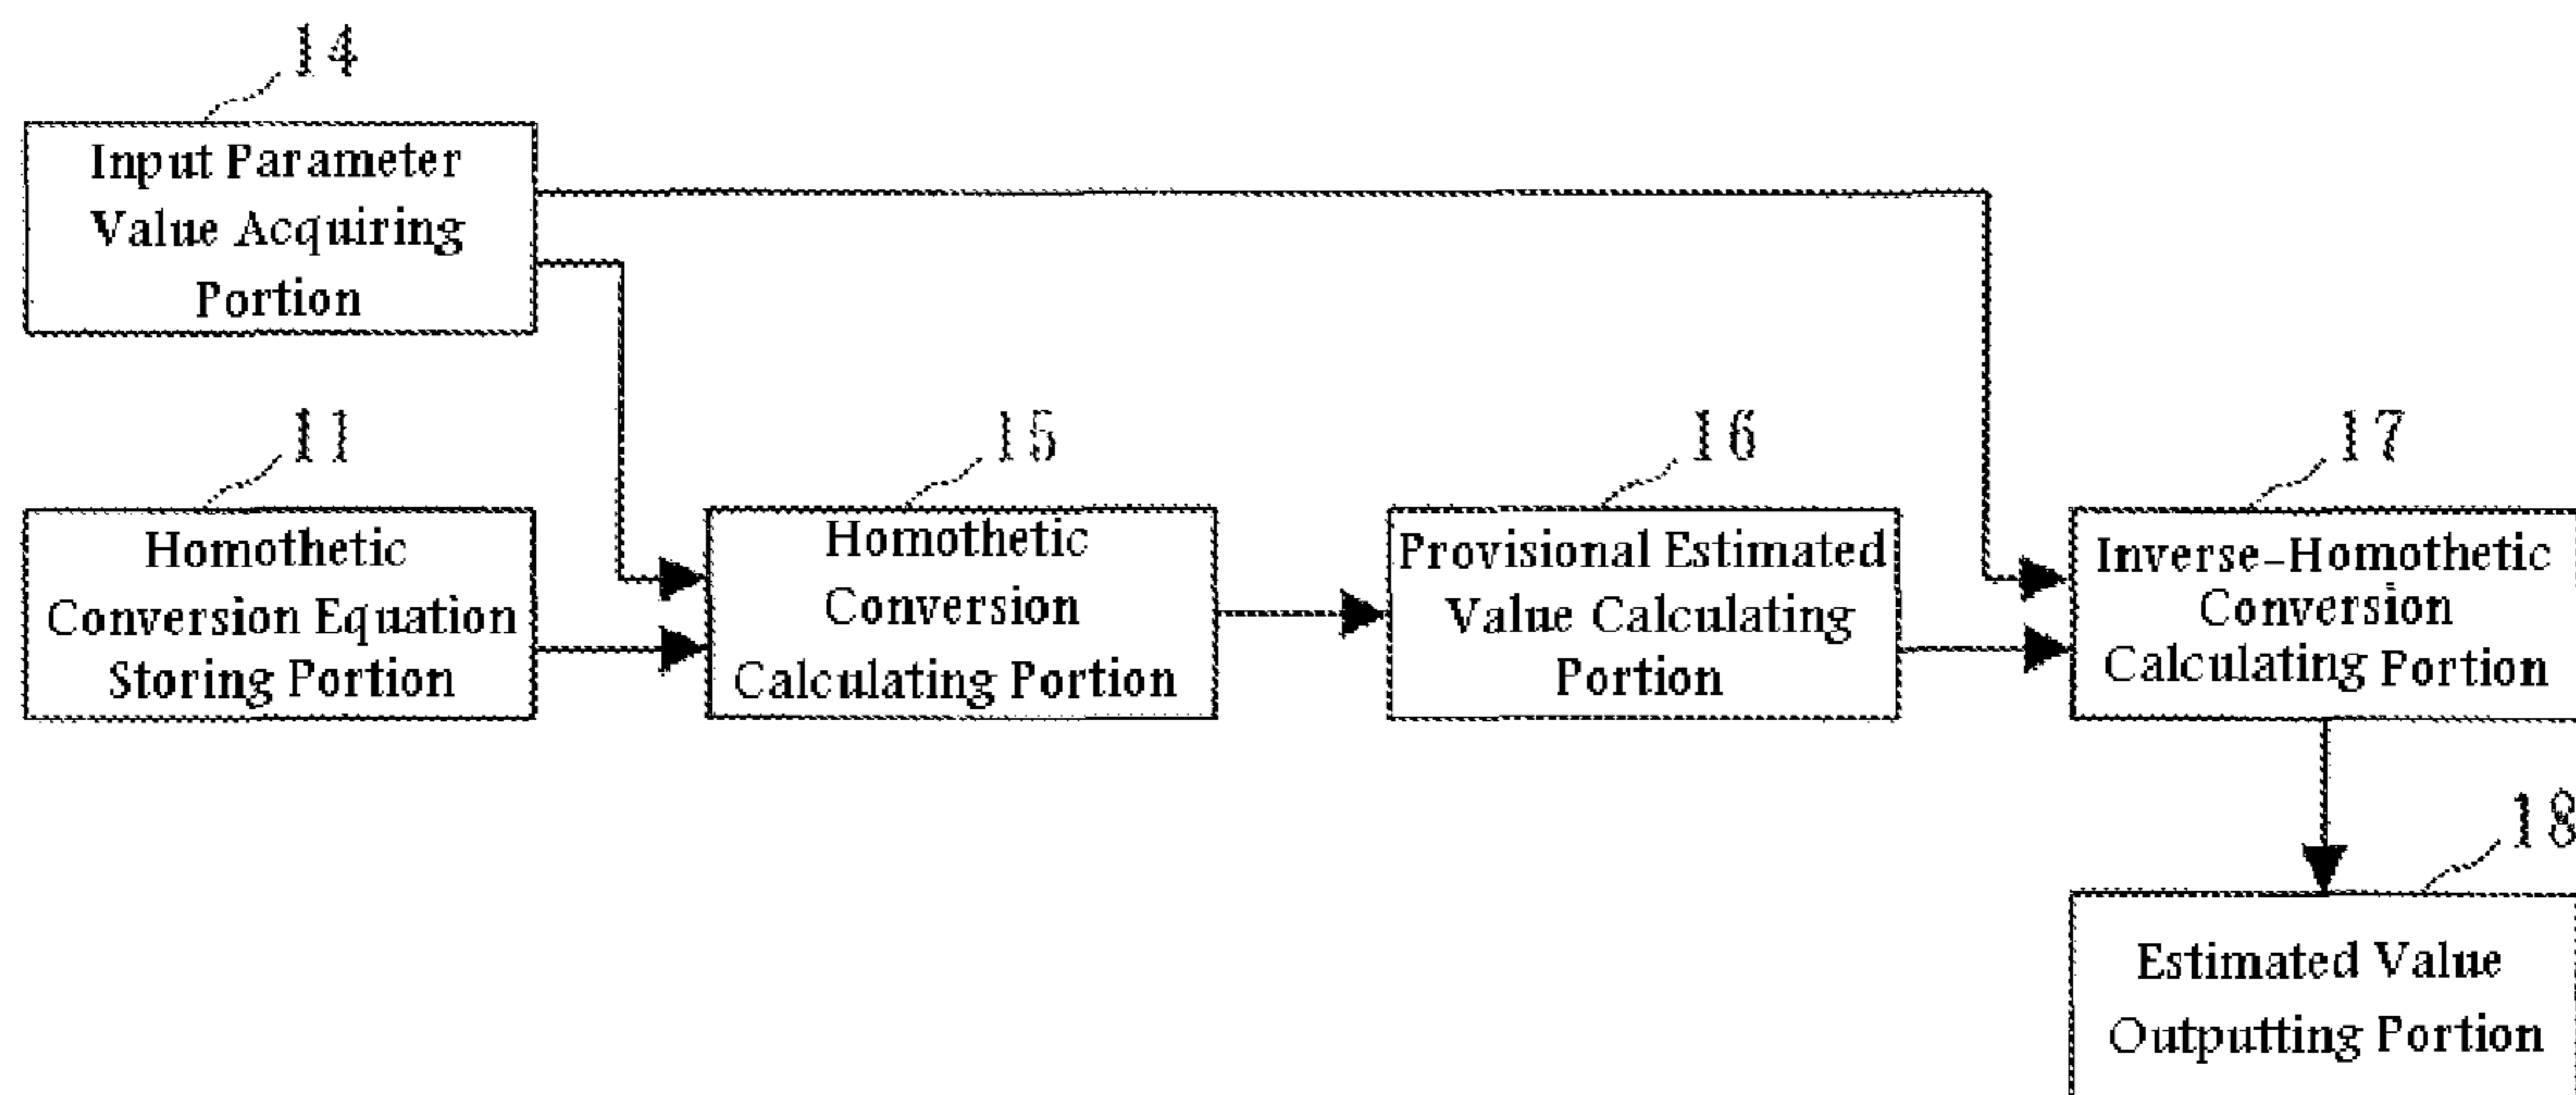 14
Input Parameter
Value Acquiring
Portion
11
Homothetic
Conversion Equation
Storing Portion
15
Homothetic
Conversion
Calculating Portion
16
Provisional Estimated
Value Calculating
Portion
17
Inverse-Homothetic
Conversion
Calculating Portion
18
Estimated Value
Outputting Portion